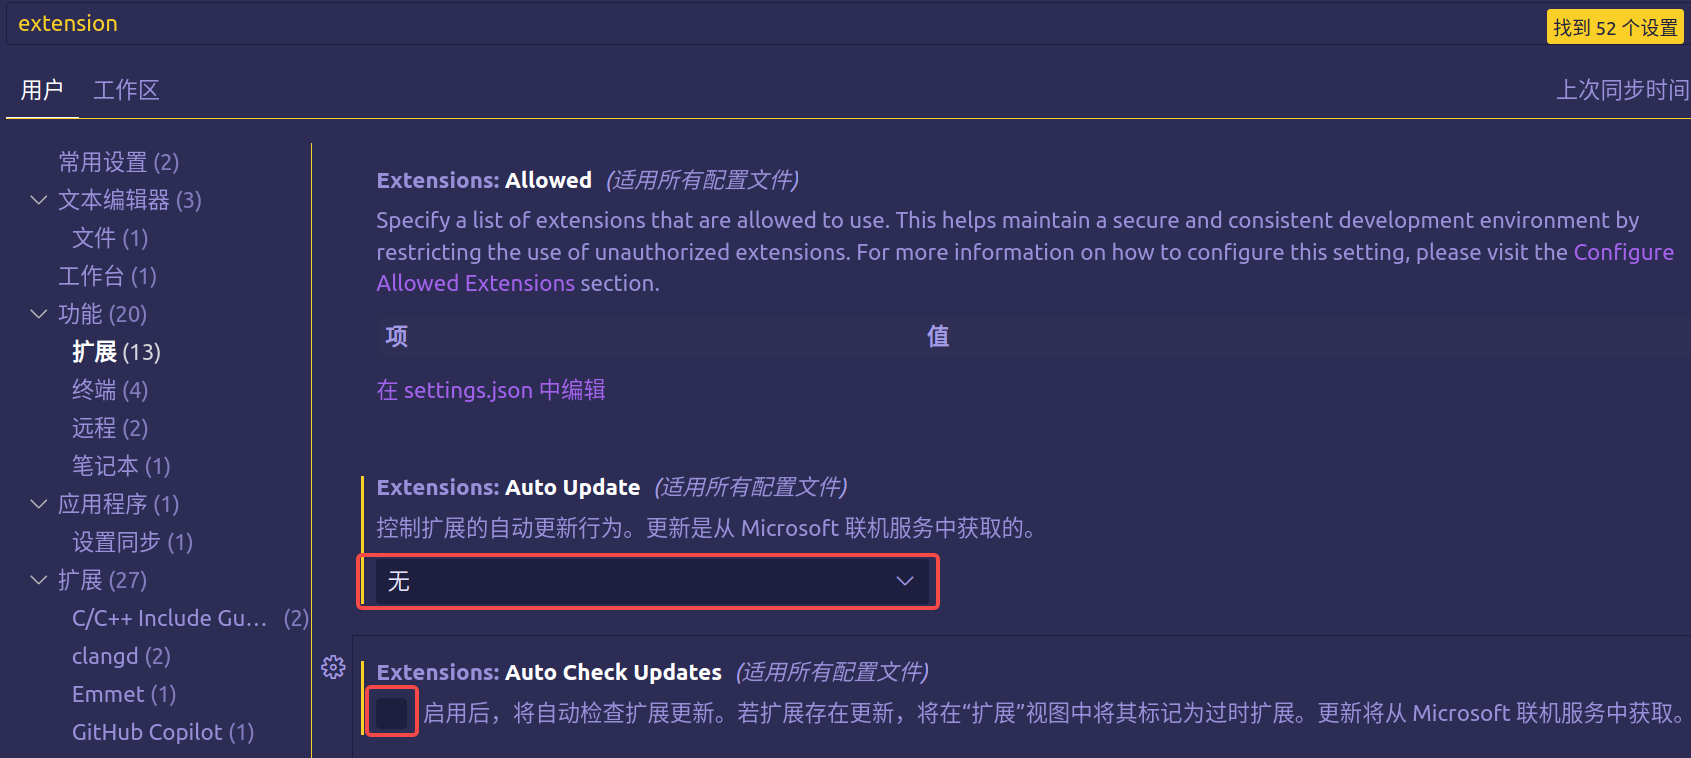 extension
找到 52 个设置
用户
工作区
上次同步时间
常用设置 (2)
文本编辑器 (3)
文件 (1)
工作台 (1)
功能 (20)
扩展 (13)
终端 (4)
远程 (2)
笔记本 (1)
应用程序 (1)
设置同步 (1)
扩展 (27)
C/C++ Include Gu... (2)
clangd (2)
Emmet (1)
GitHub Copilot (1)
Extensions: Allowed (适用所有配置文件)
Specify a list of extensions that are allowed to use. This helps maintain a secure and consistent development environment by
restricting the use of unauthorized extensions. For more information on how to configure this setting, please visit the Configure
Allowed Extensions section.
项 值
在 settings.json 中编辑
Extensions: Auto Update (适用所有配置文件)
控制扩展的自动更新行为。更新是从 Microsoft 联机服务中获取的。
无
Extensions: Auto Check Updates (适用所有配置文件)
启用后，将自动检查扩展更新。若扩展存在更新，将在“扩展”视图中将其标记为过时扩展。更新将从 Microsoft 联机服务中获取。